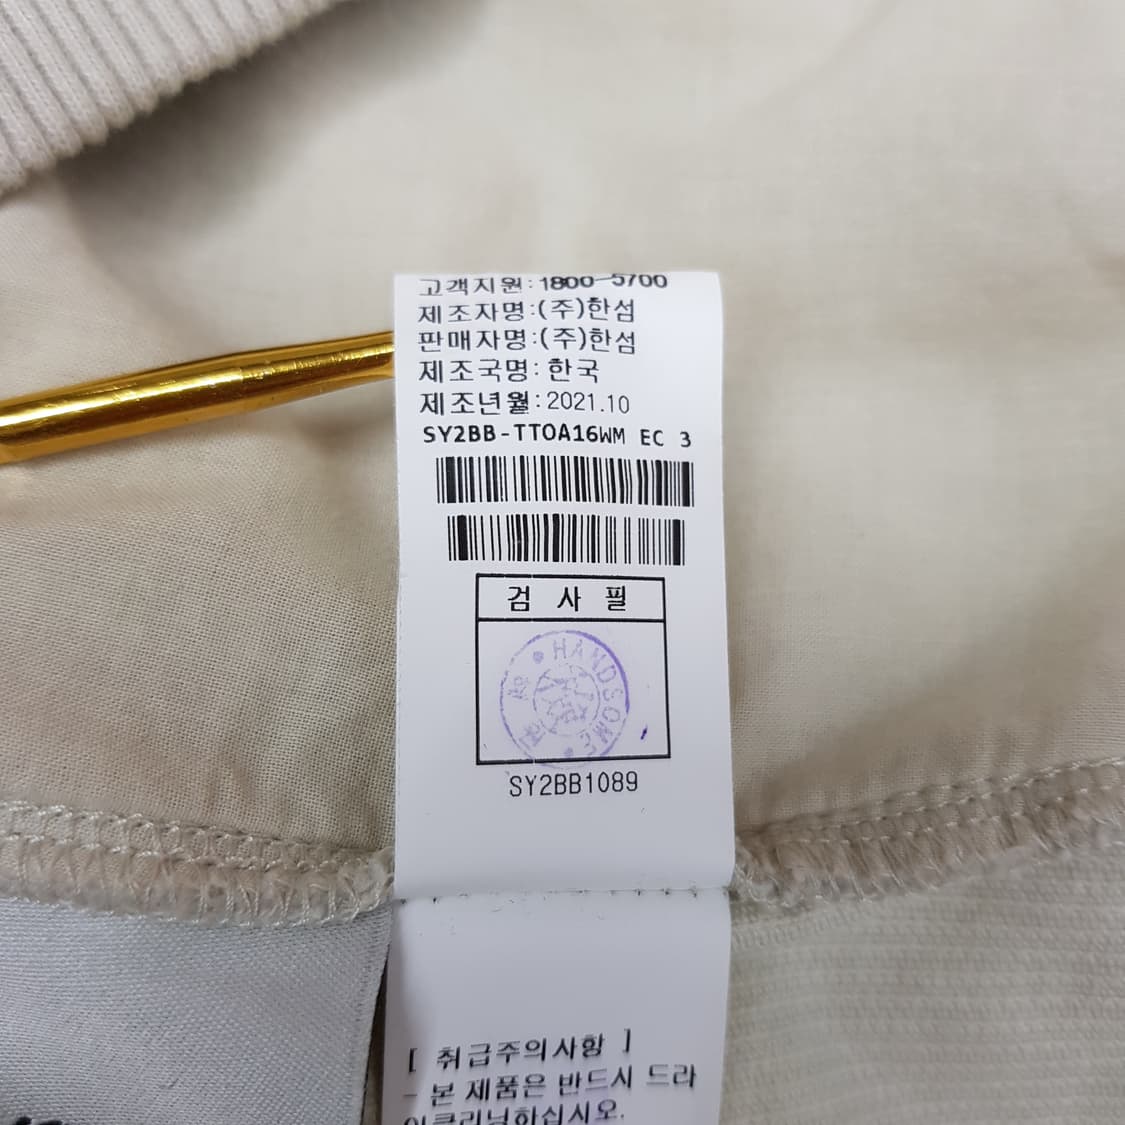 고객지원:1800-5700
제조자명:(주)한섬
판매자명:(주)한섬
제조국명:한국
제조년월:2021.10
SY2BB-TTOA16WM EC 3
검 사 필
HANDSOME
SY2BB1089
[ 취급주의사항 ]
- 본 제품은 반드시 드라
이클리닝하십시오.